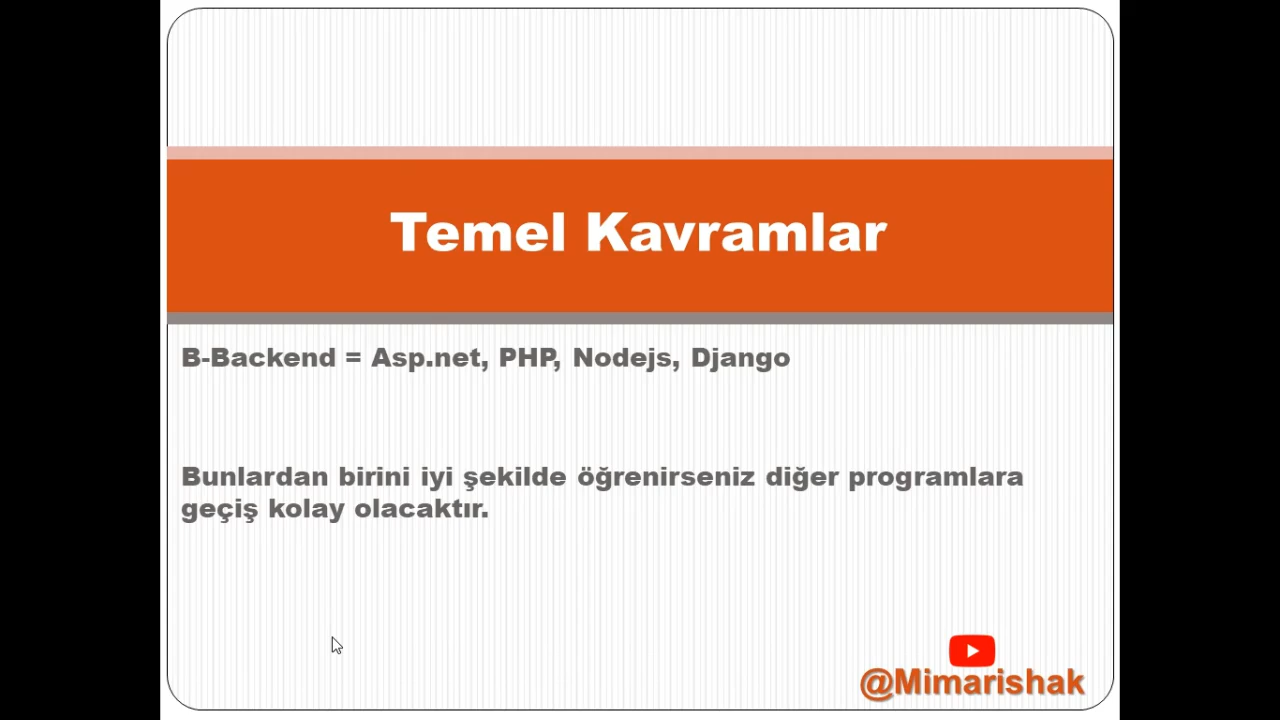 Temel Kavramlar
B-Backend = Asp.net, PHP, Nodejs, Django
Bunlardan birini iyi şekilde öğrenirseniz diğer programlara
geçiş kolay olacaktır.
@Mimarishak